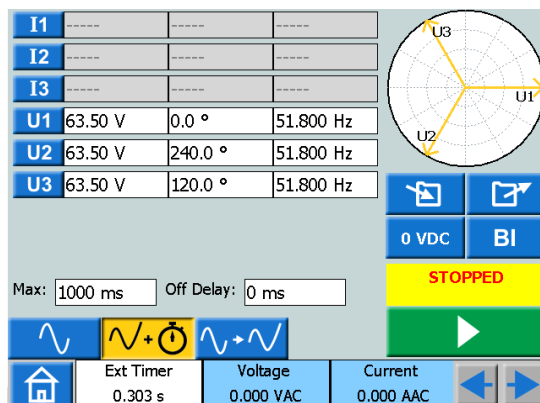 I1 ----- ----- -----
I2 ----- ----- -----
I3 ----- ----- -----
U1 63.50 V 0.0 ° 51.800 Hz
U2 63.50 V 240.0 ° 51.800 Hz
U3 63.50 V 120.0 ° 51.800 Hz
U3
U1
U2
0 VDC BI
STOPPED
Max: 1000 ms Off Delay: 0 ms
Ext Timer Voltage Current
0.303 s 0.000 VAC 0.000 AAC